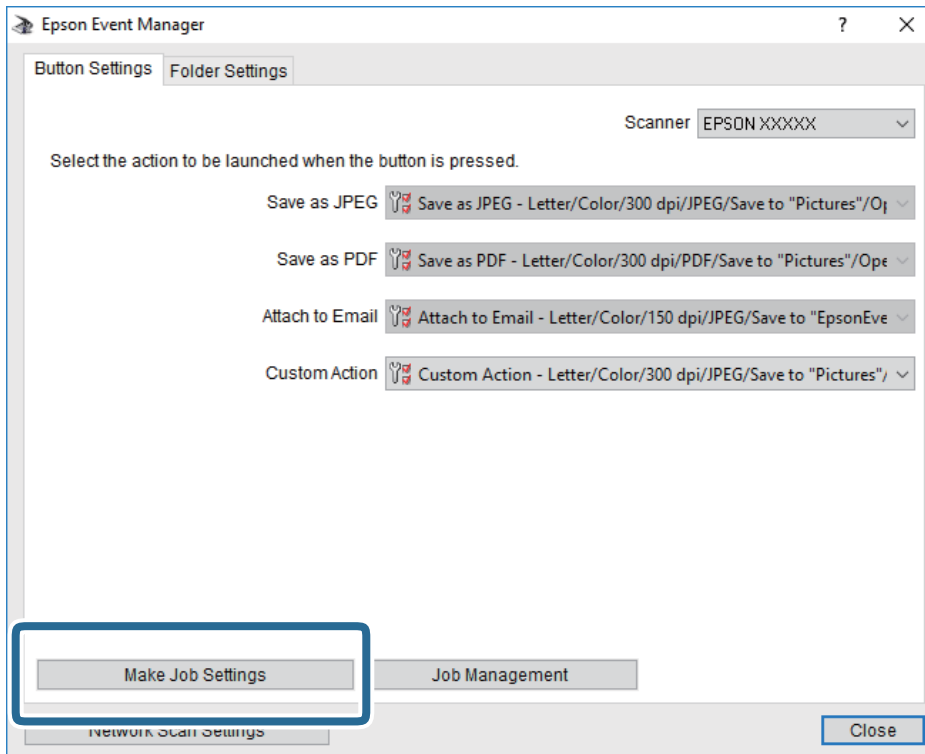 Epson Event Manager ?
Button Settings Folder Settings
Scanner EPSON XXXXX
Select the action to be launched when the button is pressed.
Save as JPEG Save as JPEG - Letter/Color/300 dpi/JPEG/Save to "Pictures"/Op
Save as PDF Save as PDF - Letter/Color/300 dpi/PDF/Save to "Pictures"/Ope
Attach to Email Attach to Email - Letter/Color/150 dpi/JPEG/Save to "EpsonEve
Custom Action Custom Action - Letter/Color/300 dpi/JPEG/Save to "Pictures"/
Make Job Settings Job Management
Network Scan Settings Close